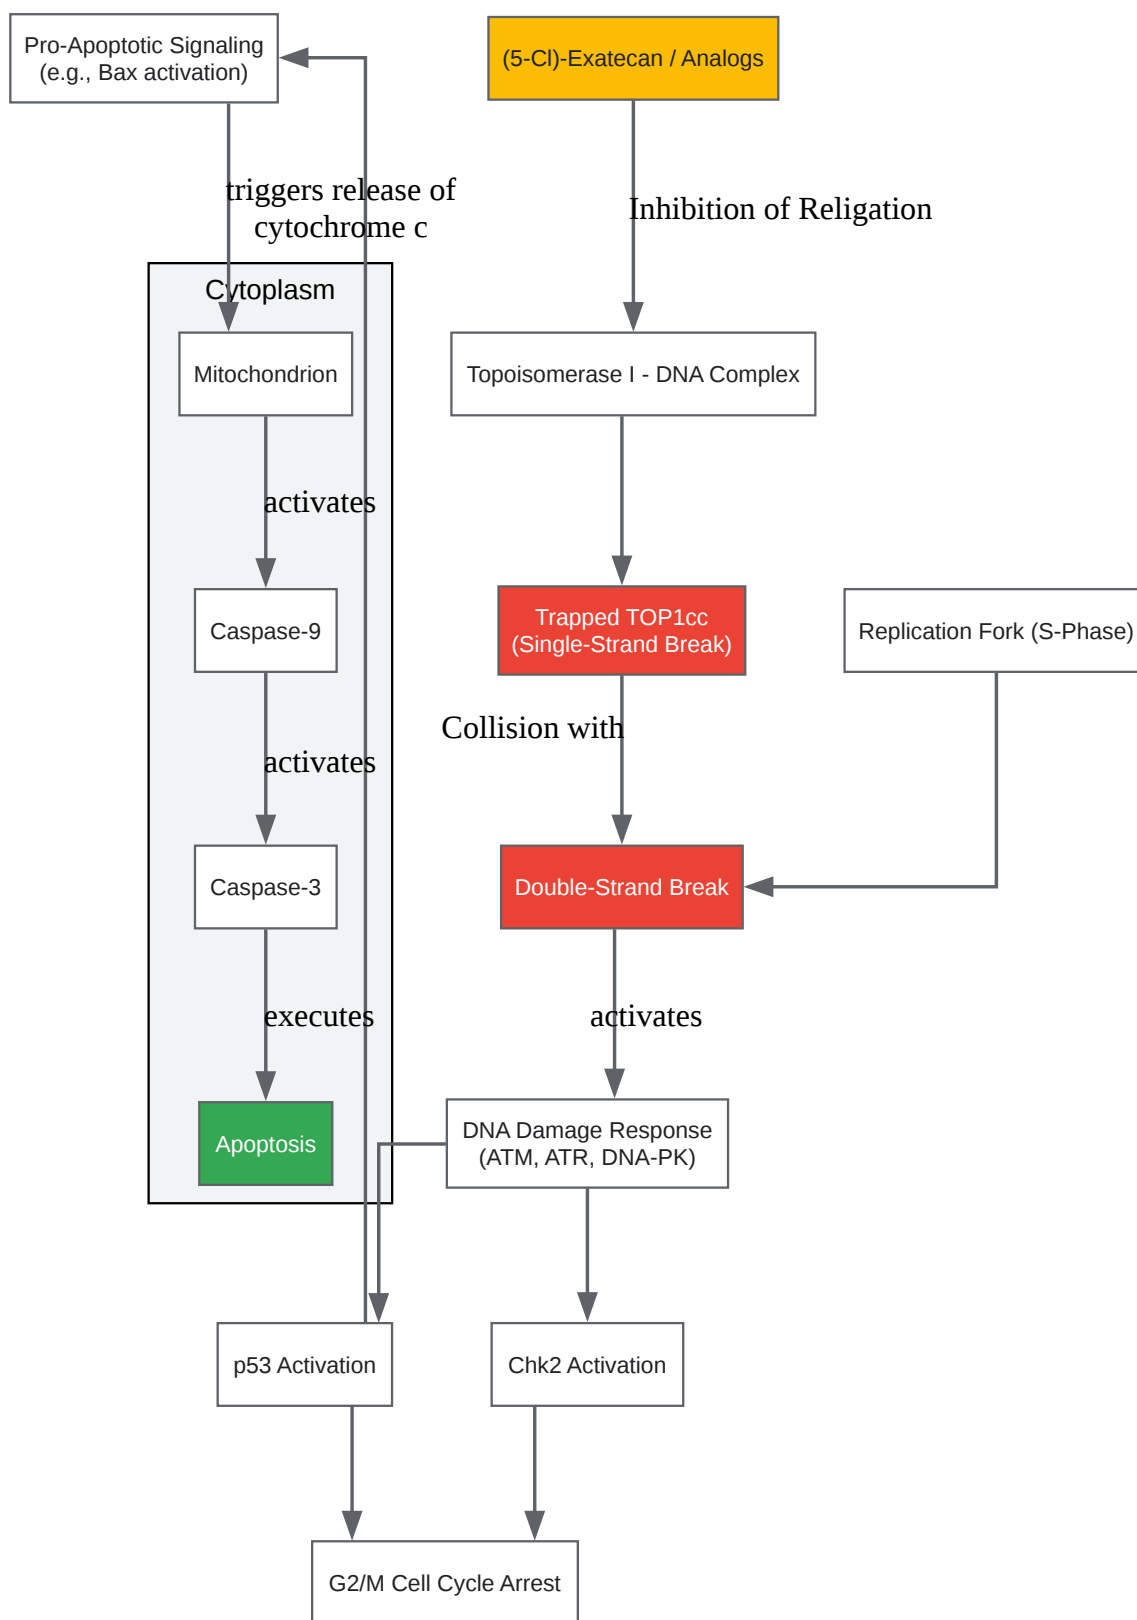 Pro-Apoptotic Signaling
(e.g., Bax activation)
(5-Cl)-Exatecan / Analogs
triggers release of
cytochrome c
Inhibition of Religation
Cytoplasm
Mitochondrion
Topoisomerase I - DNA Complex
activates
Caspase-9
Trapped TOP1cc
(Single-Strand Break)
Replication Fork (S-Phase)
Collision with
activates
Caspase-3
Double-Strand Break
executes
activates
Apoptosis
DNA Damage Response
(ATM, ATR, DNA-PK)
p53 Activation
Chk2 Activation
G2/M Cell Cycle Arrest